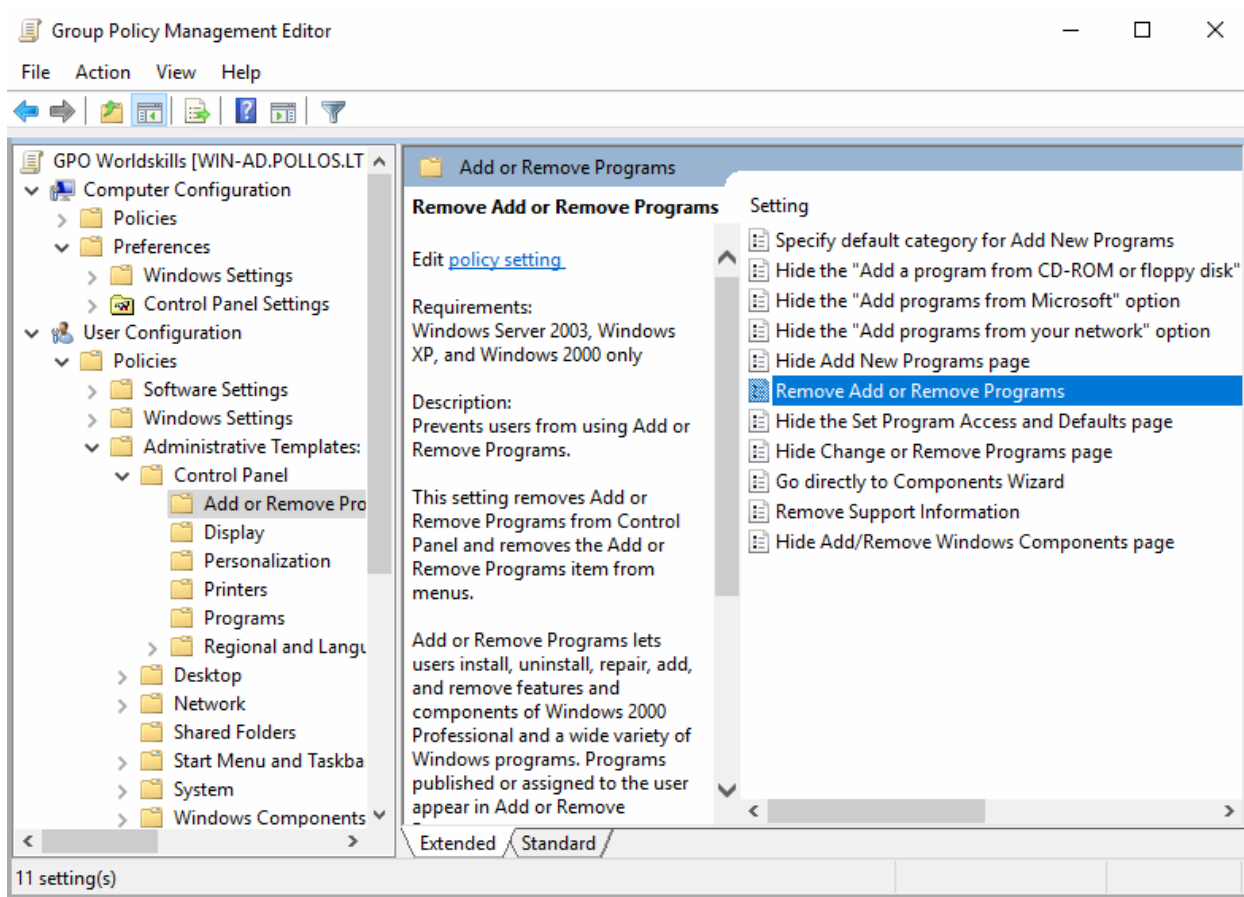 Group Policy Management Editor
File Action View Help
GPO Worldskills [WIN-AD.POLLOS.LT
Computer Configuration
Policies
Preferences
Windows Settings
Control Panel Settings
User Configuration
Policies
Software Settings
Windows Settings
Administrative Templates:
Control Panel
Add or Remove Pro
Display
Personalization
Printers
Programs
Regional and Langu
Desktop
Network
Shared Folders
Start Menu and Taskba
System
Windows Components
Add or Remove Programs
Remove Add or Remove Programs
Edit policy setting
Requirements:
Windows Server 2003, Windows
XP, and Windows 2000 only
Description:
Prevents users from using Add or
Remove Programs.
This setting removes Add or
Remove Programs from Control
Panel and removes the Add or
Remove Programs item from
menus.
Add or Remove Programs lets
users install, uninstall, repair, add,
and remove features and
components of Windows 2000
Professional and a wide variety of
Windows programs. Programs
published or assigned to the user
appear in Add or Remove
Setting
Specify default category for Add New Programs
Hide the "Add a program from CD-ROM or floppy disk"
Hide the "Add programs from Microsoft" option
Hide the "Add programs from your network" option
Hide Add New Programs page
Remove Add or Remove Programs
Hide the Set Program Access and Defaults page
Hide Change or Remove Programs page
Go directly to Components Wizard
Remove Support Information
Hide Add/Remove Windows Components page
Extended Standard
11 setting(s)